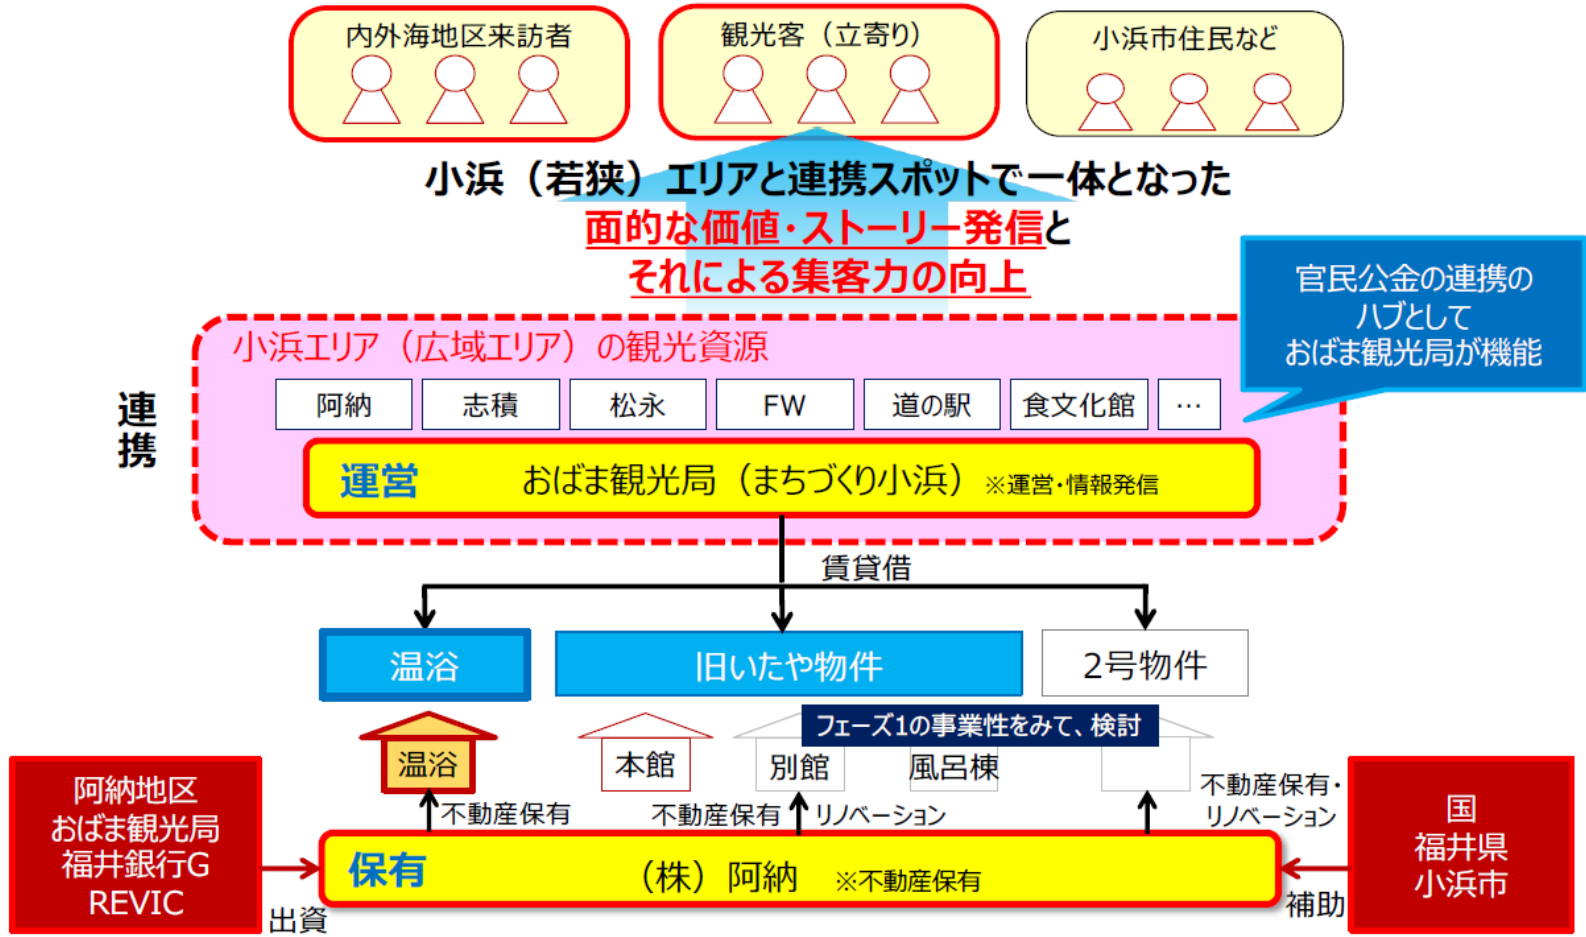 内外海地区来訪者
観光客（立寄り）
小浜市住民など
小浜（若狭）エリアと連携スポットで一体となった
面的な価値・ストーリー発信と
それによる集客力の向上
官民公金の連携の
ハブとして
おばま観光局が機能
小浜エリア（広域エリア）の観光資源
連携
阿納
志積
松永
FW
道の駅
食文化館
…
運営 おばま観光局（まちづくり小浜）※運営・情報発信
賃貸借
温浴
旧いたや物件
2号物件
フェーズ1の事業性をみて、検討
温浴
本館
別館
風呂棟
不動産保有
不動産保有
リノベーション
不動産保有・
リノベーション
阿納地区
おばま観光局
福井銀行G
REVIC
出資
保有 （株）阿納 ※不動産保有
国
福井県
小浜市
補助